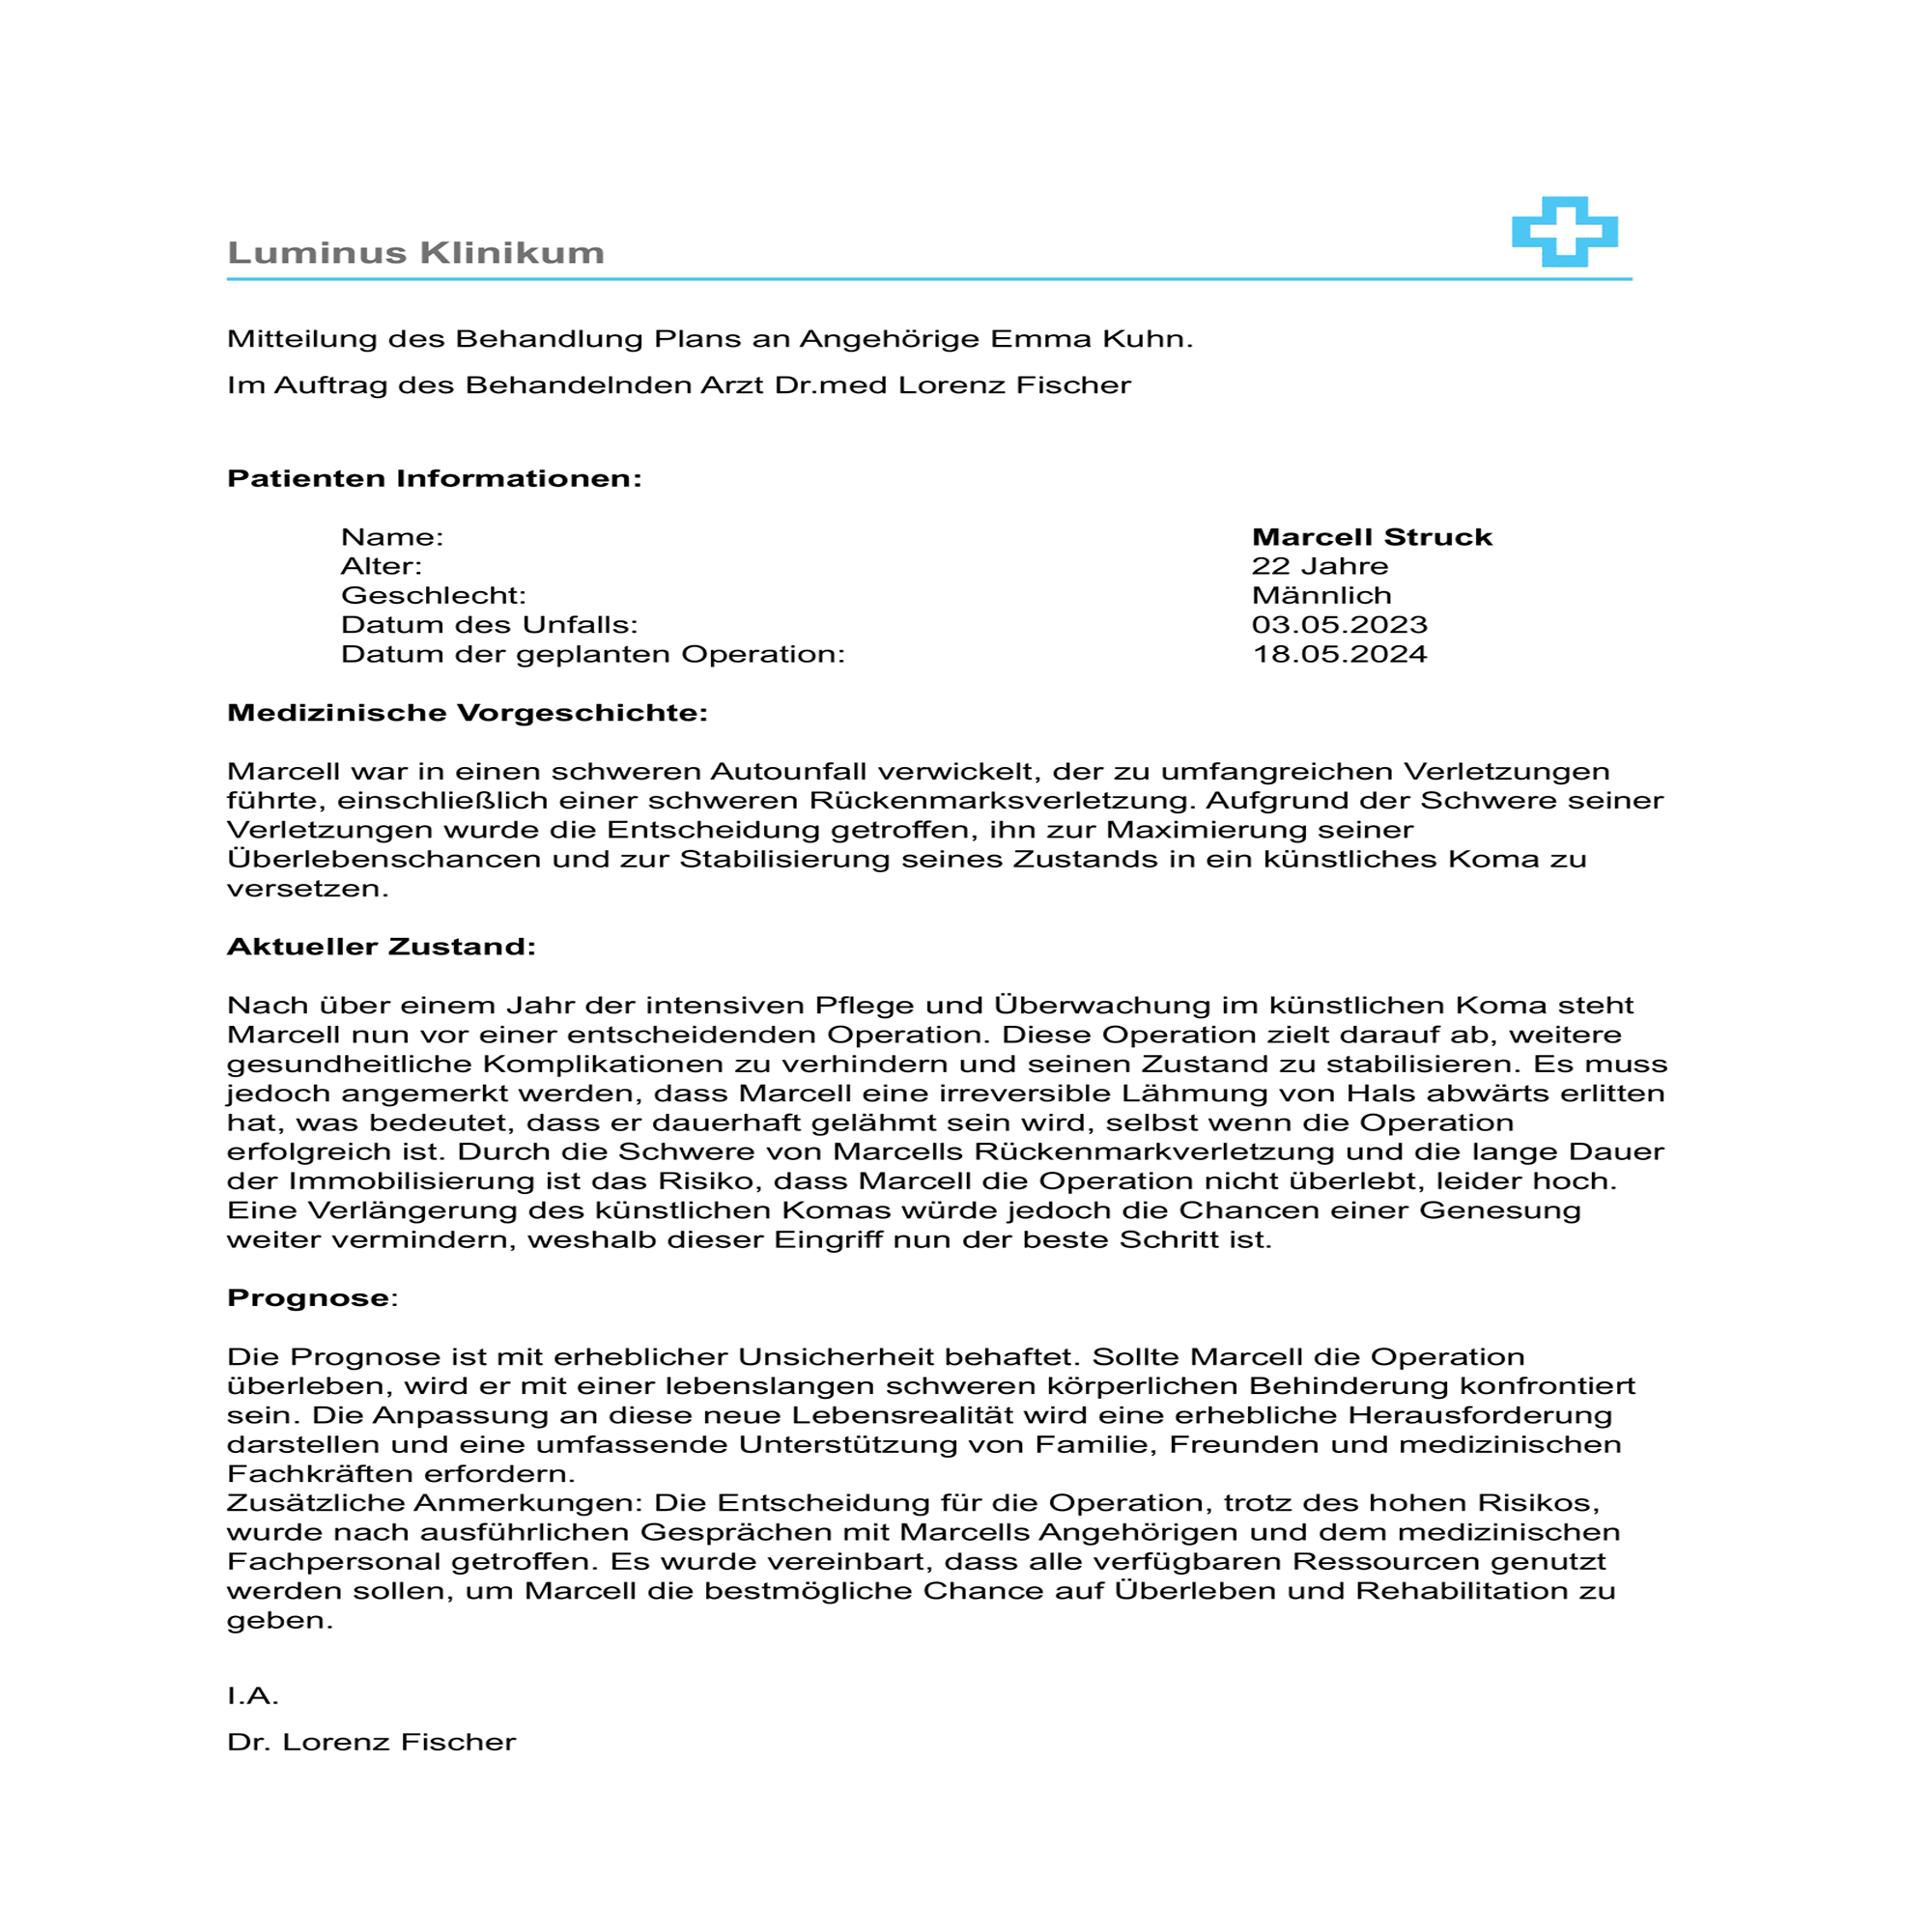 Luminus Klinikum
Mitteilung des Behandlung Plans an Angehörige Emma Kuhn.
Im Auftrag des Behandelnden Arzt Dr.med Lorenz Fischer
Patienten Informationen:
Name: Marcell Struck
Alter: 22 Jahre
Geschlecht: Männlich
Datum des Unfalls: 03.05.2023
Datum der geplanten Operation: 18.05.2024
Medizinische Vorgeschichte:
Marcell war in einen schweren Autounfall verwickelt, der zu umfangreichen Verletzungen
führte, einschließlich einer schweren Rückenmarksverletzung. Aufgrund der Schwere seiner
Verletzungen wurde die Entscheidung getroffen, ihn zur Maximierung seiner
Überlebenschancen und zur Stabilisierung seines Zustands in ein künstliches Koma zu
versetzen.
Aktueller Zustand:
Nach über einem Jahr der intensiven Pflege und Überwachung im künstlichen Koma steht
Marcell nun vor einer entscheidenden Operation. Diese Operation zielt darauf ab, weitere
gesundheitliche Komplikationen zu verhindern und seinen Zustand zu stabilisieren. Es muss
jedoch angemerkt werden, dass Marcell eine irreversible Lähmung von Hals abwärts erlitten
hat, was bedeutet, dass er dauerhaft gelähmt sein wird, selbst wenn die Operation
erfolgreich ist. Durch die Schwere von Marcells Rückenmarkverletzung und die lange Dauer
der Immobilisierung ist das Risiko, dass Marcell die Operation nicht überlebt, leider hoch.
Eine Verlängerung des künstlichen Komas würde jedoch die Chancen einer Genesung
weiter vermindern, weshalb dieser Eingriff nun der beste Schritt ist.
Prognose:
Die Prognose ist mit erheblicher Unsicherheit behaftet. Sollte Marcell die Operation
überleben, wird er mit einer lebenslangen schweren körperlichen Behinderung konfrontiert
sein. Die Anpassung an diese neue Lebensrealität wird eine erhebliche Herausforderung
darstellen und eine umfassende Unterstützung von Familie, Freunden und medizinischen
Fachkräften erfordern.
Zusätzliche Anmerkungen: Die Entscheidung für die Operation, trotz des hohen Risikos,
wurde nach ausführlichen Gesprächen mit Marcells Angehörigen und dem medizinischen
Fachpersonal getroffen. Es wurde vereinbart, dass alle verfügbaren Ressourcen genutzt
werden sollen, um Marcell die bestmögliche Chance auf Überleben und Rehabilitation zu
geben.
I.A.
Dr. Lorenz Fischer